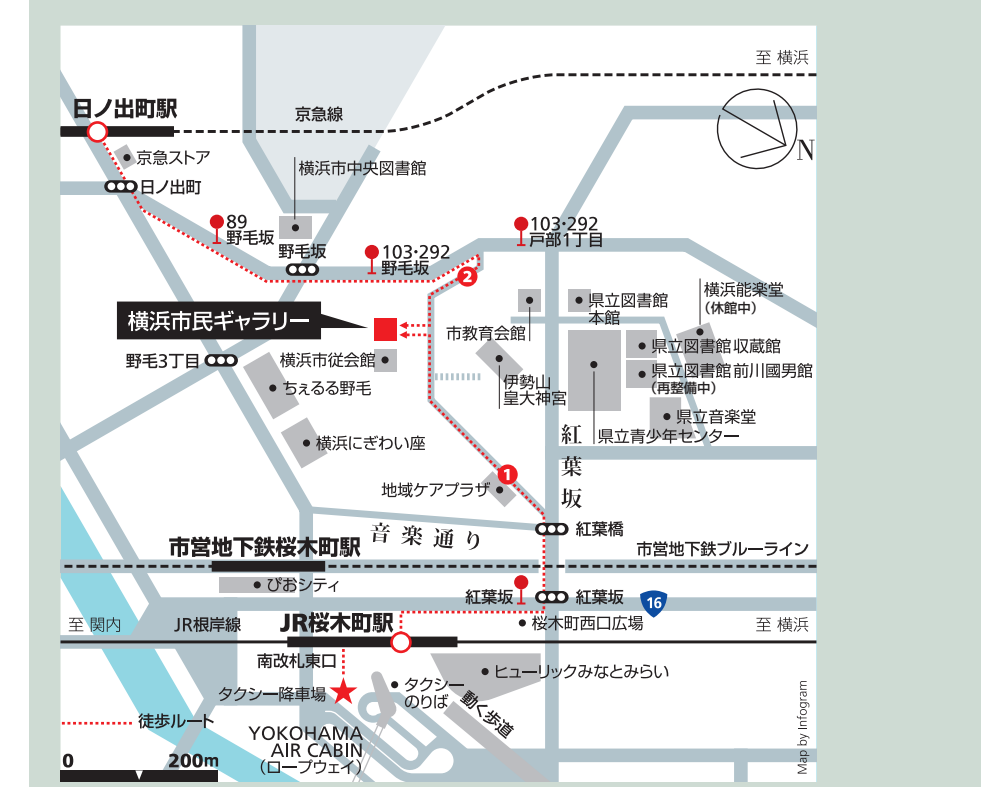 至 横浜
日ノ出町駅
京急線
N
京急ストア
横浜市中央図書館
日ノ出町
89
野毛坂
野毛坂
103・292
野毛坂
103・292
戸部1丁目
2
横浜能楽堂
(休館中)
県立図書館
本館
横浜市民ギャラリー
市教育会館
県立図書館収蔵館
野毛3丁目
横浜市従会館
県立図書館 前川國男館
(再整備中)
ちぇるる野毛
伊勢山
皇大神宮
県立音楽堂
県立青少年センター
横浜にぎわい座
紅葉坂
1
地域ケアプラザ
音楽通り
紅葉橋
市営地下鉄桜木町駅
市営地下鉄ブルーライン
ぴおシティ
紅葉坂
紅葉坂
16
至 関内
JR根岸線
JR桜木町駅
桜木町西口広場
至 横浜
南改札東口
ヒューリックみなとみらい
タクシー降車場
タクシー
のりば
動く歩道
徒歩ルート
YOKOHAMA
AIR CABIN
(ロープウェイ)
0
200m
Map by Infogram